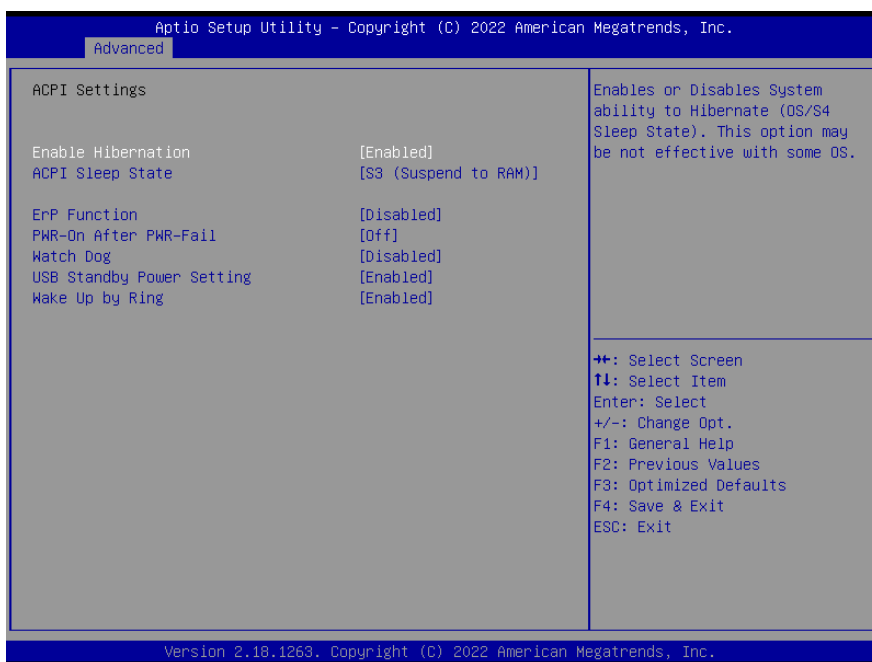 Aptio Setup Utility – Copyright (C) 2022 American Megatrends, Inc.
Advanced
ACPI Settings
Enable Hibernation [Enabled]
ACPI Sleep State [S3 (Suspend to RAM)]
ErP Function [Disabled]
PWR-On After PWR-Fail [Off]
Watch Dog [Disabled]
USB Standby Power Setting [Enabled]
Wake Up by Ring [Enabled]
Enables or Disables System
ability to Hibernate (OS/S4
Sleep State). This option may
be not effective with some OS.
→←: Select Screen
↑↓: Select Item
Enter: Select
+/-: Change Opt.
F1: General Help
F2: Previous Values
F3: Optimized Defaults
F4: Save & Exit
ESC: Exit
Version 2.18.1263. Copyright (C) 2022 American Megatrends, Inc.